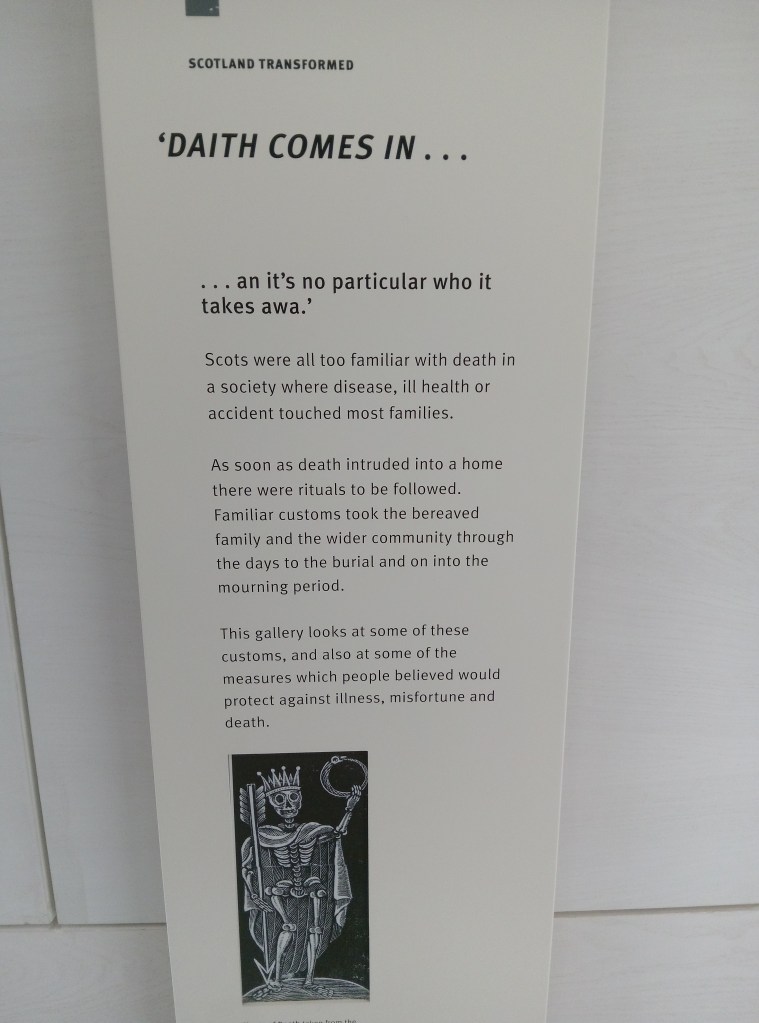 SCOTLAND TRANSFORMED
‘DAITH COMES IN . . .
. . . an it’s no particular who it
takes awa.’
Scots were all too familiar with death in
a society where disease, ill health or
accident touched most families.
As soon as death intruded into a home
there were rituals to be followed.
Familiar customs took the bereaved
family and the wider community through
the days to the burial and on into the
mourning period.
This gallery looks at some of these
customs, and also at some of the
measures which people believed would
protect against illness, misfortune and
death.